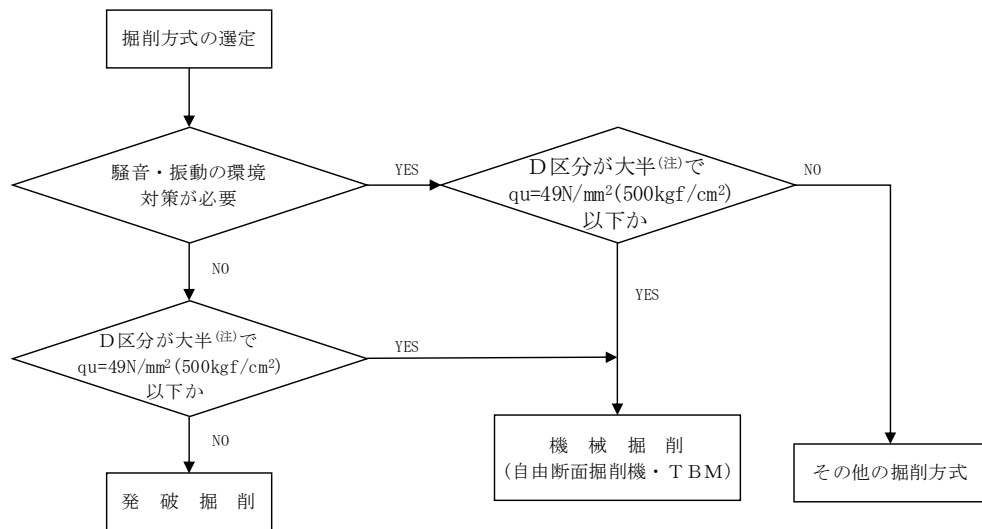 掘削方式の選定
騒音・振動の環境
対策が必要
YES
D区分が大半(注)で
qu=49N/mm²(500kgf/cm²)
以下か
NO
NO
YES
D区分が大半(注)で
qu=49N/mm²(500kgf/cm²)
以下か
YES
NO
機 械 掘 削
(自由断面掘削機・TBM)
その他の掘削方式
発 破 掘 削